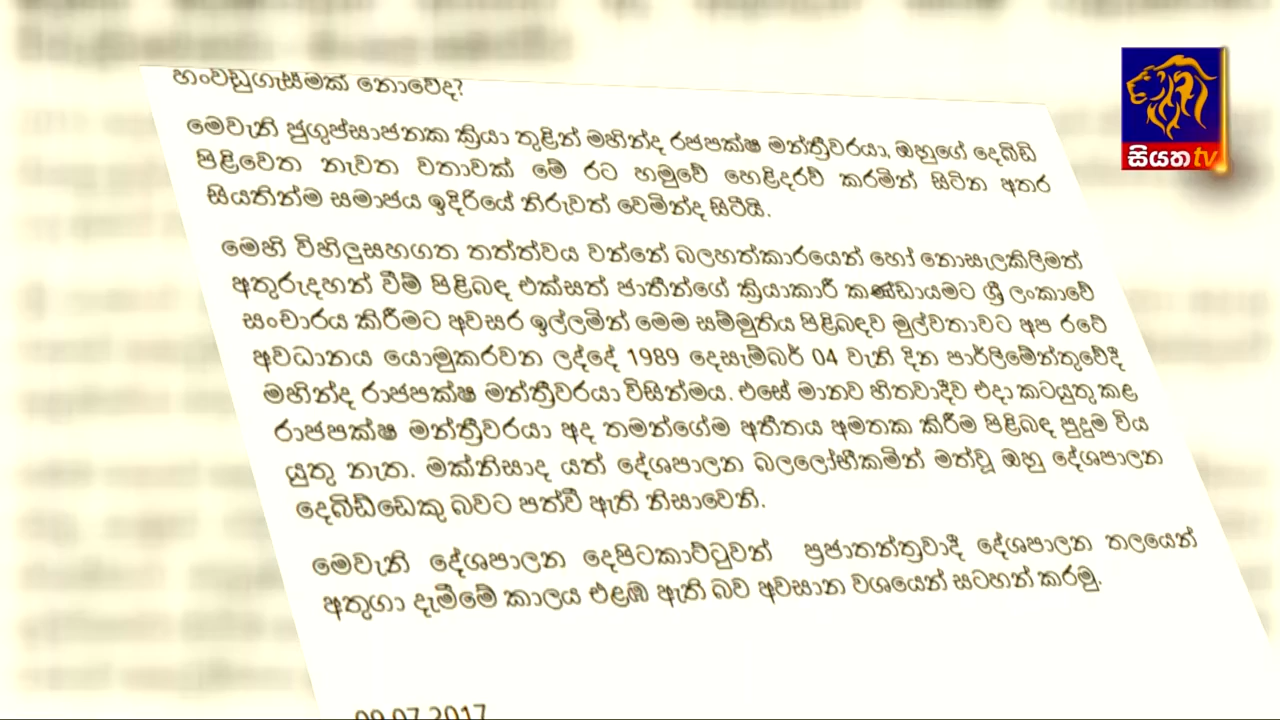 හංවඩුගැසීමක් නොවේද?
මෙවැනි ජුගුප්සාජනක ක්‍රියා තුළින් මහින්ද රජපක්ෂ මන්ත්‍රීවරයා, ඔහුගේ දෙබිඩි
පිළිවෙත නැවත වතාවක් මේ රට හමුවේ හෙළිදරව් කරමින් සිටින අතර
සියතින්ම සමාජය ඉදිරියේ නිරුවත් වෙමින්ද සිටියි.
මෙහි විහිලුසහගත තත්ත්වය වන්නේ බලහත්කාරයෙන් හෝ නොසැලකිලිමත්
අතුරුදහන් වීම් පිළිබඳ එක්සත් ජාතීන්ගේ ක්‍රියාකාරී කණ්ඩායමට ශ්‍රී ලංකාවේ
සංචාරය කිරීමට අවසර ඉල්ලමින් මෙම සම්මුතිය පිළිබඳව මුල්වතාවට අප රටේ
අවධානය යොමුකරවන ලද්දේ 1989 දෙසැම්බර් 04 වැනි දින පාර්ලිමේන්තුවේදී
මහින්ද රාජපක්ෂ මන්ත්‍රීවරයා විසින්මය. එසේ මානව හිතවාදීව එදා කටයුතු කළ
රාජපක්ෂ මන්ත්‍රීවරයා අද තමන්ගේම අතීතය අමතක කිරීම පිළිබඳ පුදුම විය
යුතු නැත. මක්නිසාද යත් දේශපාලන බලලෝභීකමින් මත්වූ ඔහු දේශපාලන
දෙබිඩ්ඩෙකු බවට පත්වී ඇති නිසාවෙනි.
මෙවැනි දේශපාලන දෙපිටකාට්ටුවන් ප්‍රජාතන්ත්‍රවාදී දේශපාලන තලයෙන්
අතුගා දැමීමේ කාලය එළඹ ඇති බව අවසාන වශයෙන් සටහන් කරමු.
09.07.2017
සියත tv